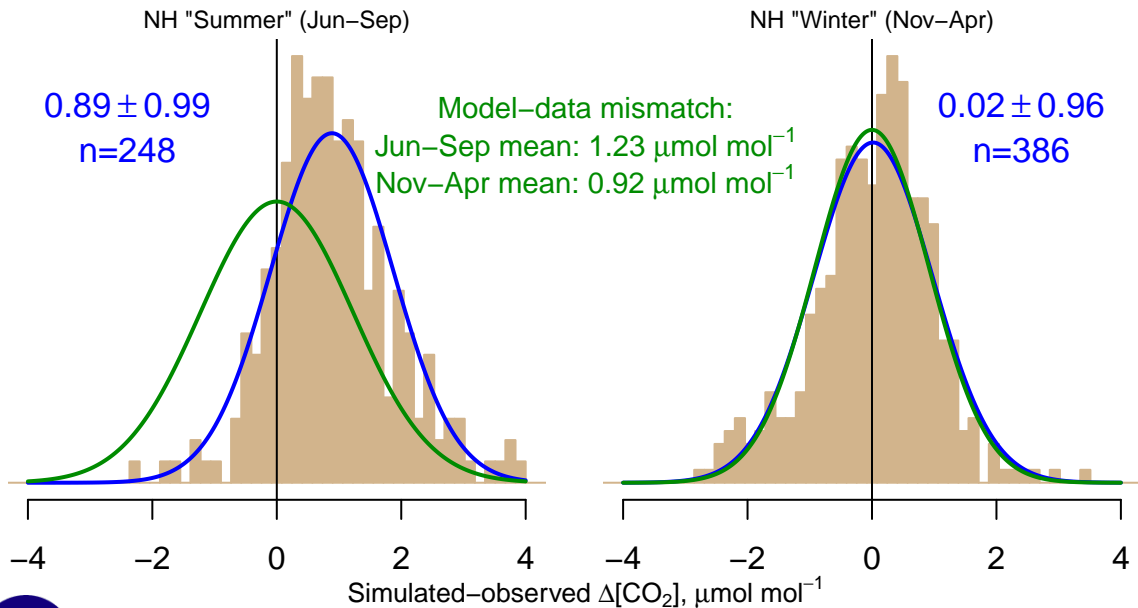 NH "Summer" (Jun−Sep)
NH "Winter" (Nov−Apr)
0.89 ± 0.99
n=248
Model−data mismatch:
Jun−Sep mean: 1.23 μmol mol⁻¹
Nov−Apr mean: 0.92 μmol mol⁻¹
0.02 ± 0.96
n=386
−4 −2 0 2 4
−4 −2 0 2 4
Simulated−observed Δ[CO₂], μmol mol⁻¹